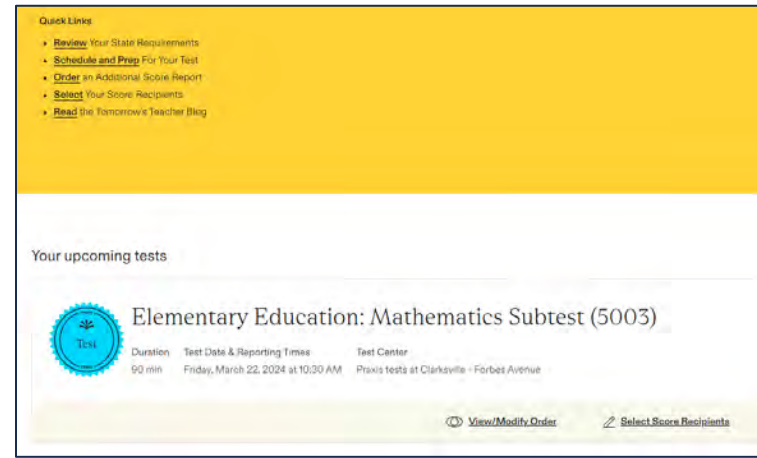 Quick Links
Review Your State Requirements
Schedule and Prep For Your Test
Order an Additional Score Report
Select Your Score Recipients
Read the Tomorrow's Teacher Blog
Your upcoming tests
Test
Elementary Education: Mathematics Subtest (5003)
Duration Test Date & Reporting Times Test Center
90 min Friday, March 22, 2024 at 10:30 AM Praxis tests at Clarksville - Forbes Avenue
View/Modify Order Select Score Recipients